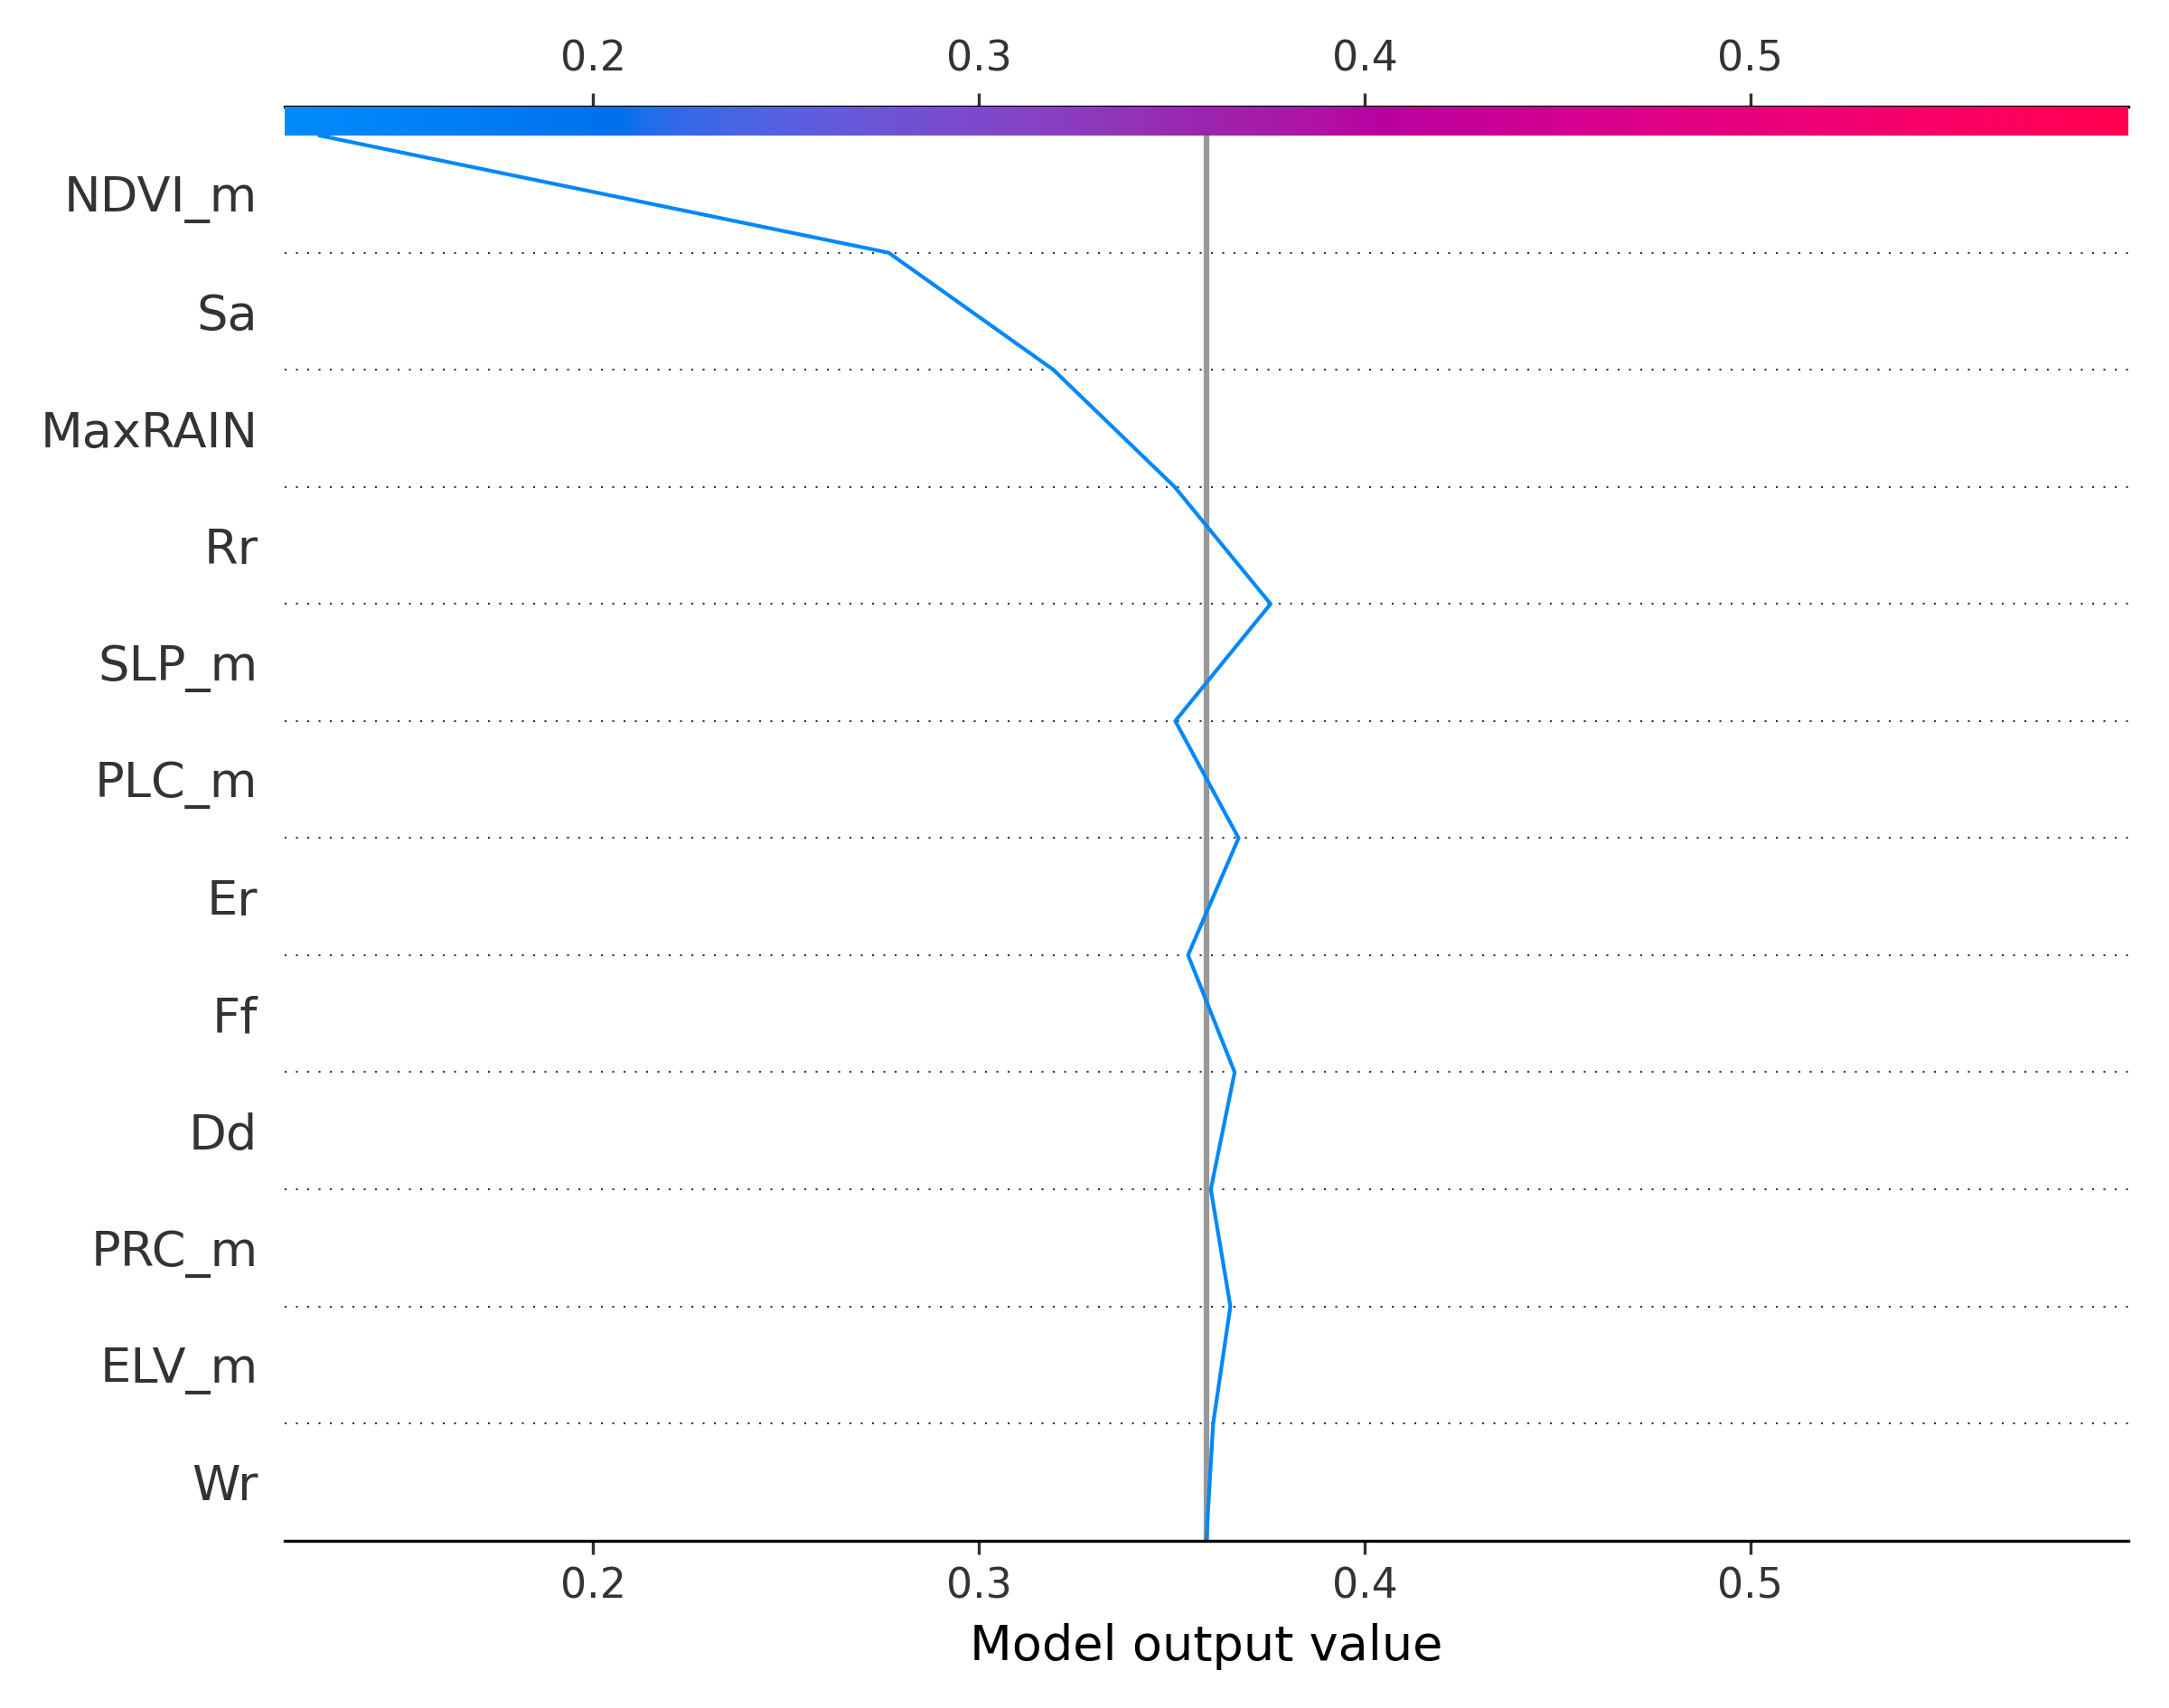 0.2 0.3 0.4 0.5
NDVI_m
Sa
MaxRAIN
Rr
SLP_m
PLC_m
Er
Ff
Dd
PRC_m
ELV_m
Wr
0.2 0.3 0.4 0.5
Model output value